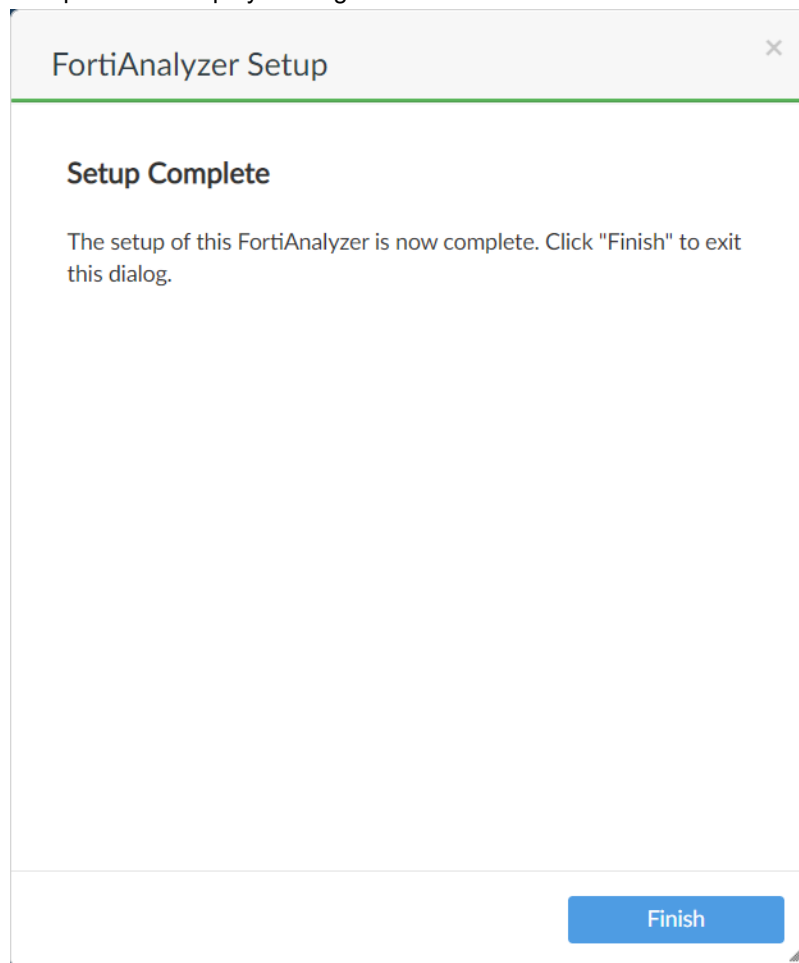 FortiAnalyzer Setup
×
Setup Complete
The setup of this FortiAnalyzer is now complete. Click "Finish" to exit
this dialog.
Finish